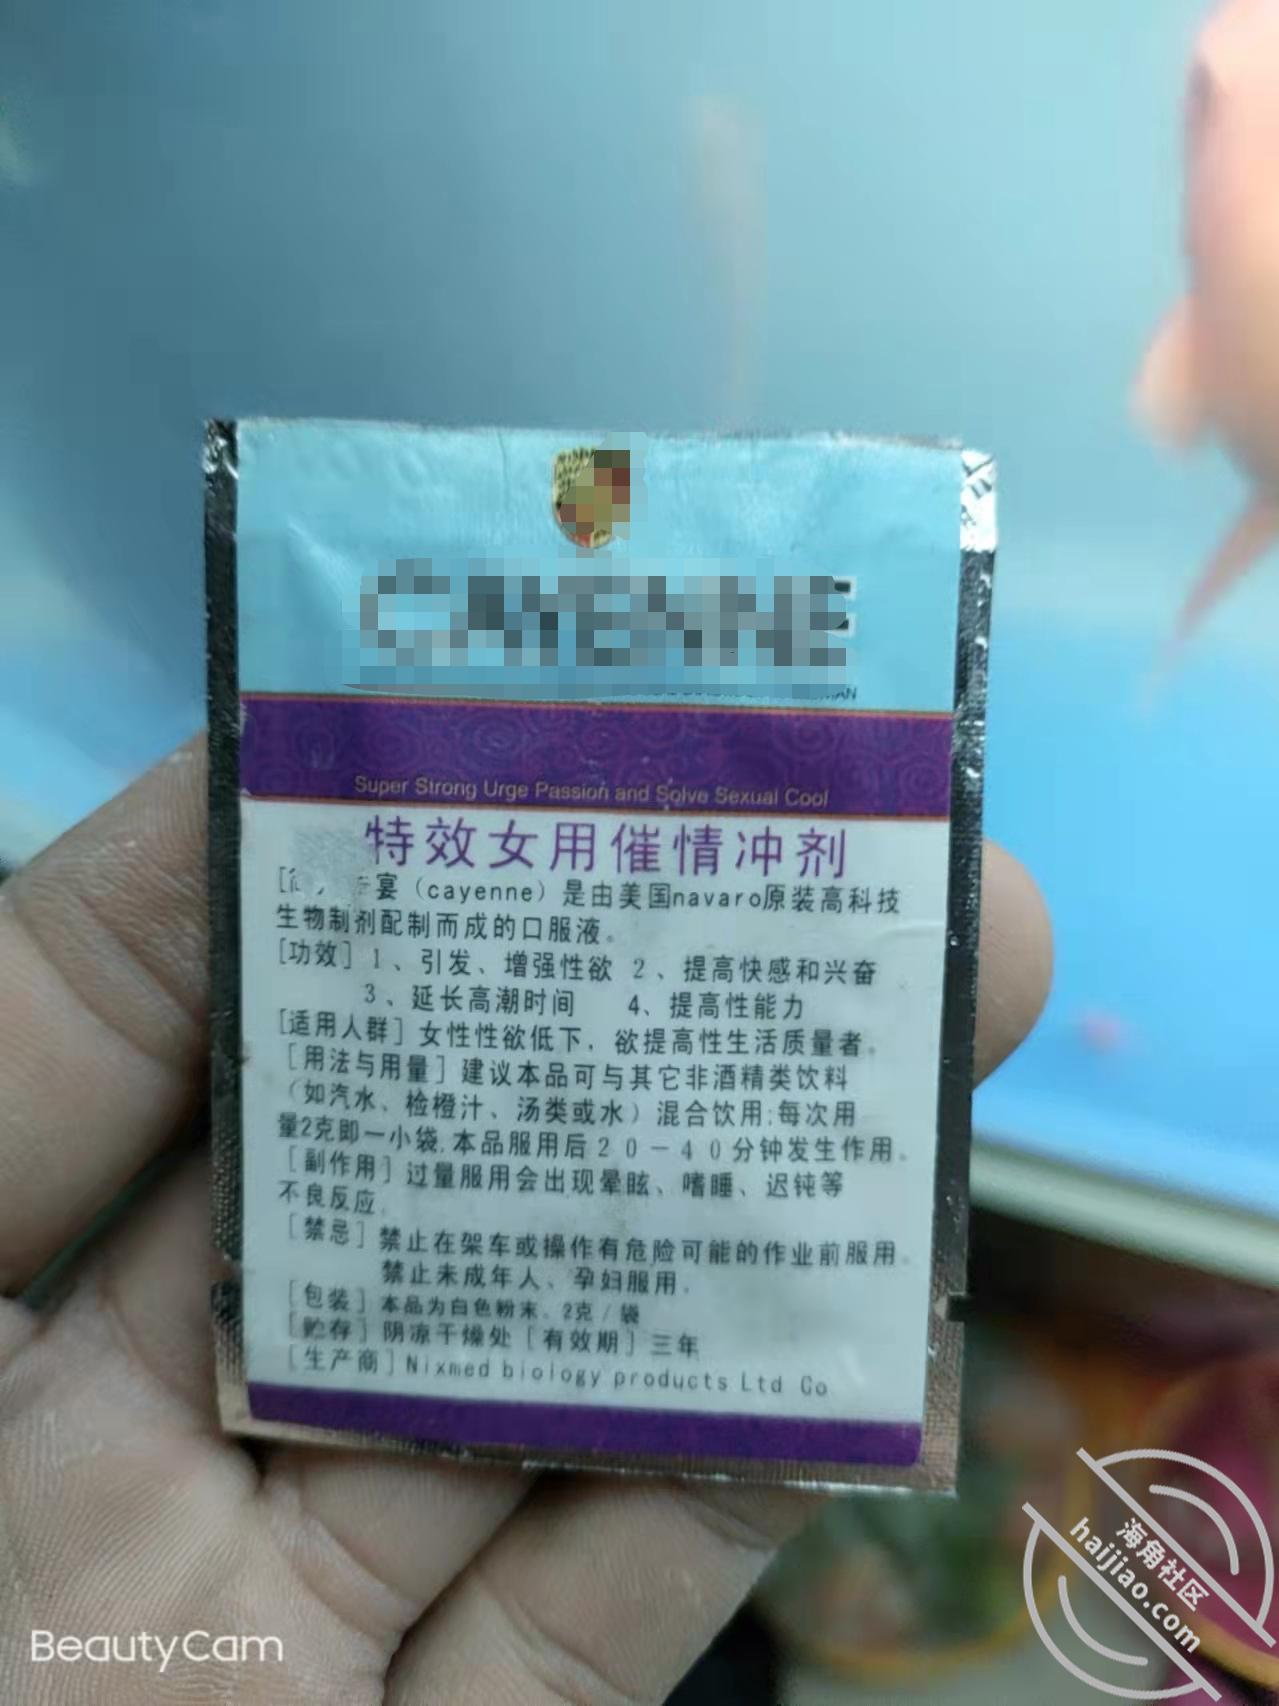 CAYENNE
Super Strong Urge Passion and Solve Sexual Cool
特效女用催情冲剂
宴（cayenne）是由美国navaro原装高科技
生物制剂配制而成的口服液。
[功效] 1、引发、增强性欲 2、提高快感和兴奋
3、延长高潮时间 4、提高性能力
[适用人群] 女性性欲低下，欲提高性生活质量者。
[用法与用量] 建议本品可与其它非酒精类饮料
（如汽水、检橙汁、汤类或水）混合饮用;每次用
量2克即一小袋.本品服用后20－40分钟发生作用。
[副作用] 过量服用会出现晕眩、嗜睡、迟钝等
不良反应.
[禁忌] 禁止在架车或操作有危险可能的作业前服用。
禁止未成年人、孕妇服用.
[包装] 本品为白色粉末。2克/袋
[贮存] 阴凉干燥处 [有效期] 三年
[生产商] Nixmed biology products Ltd Co
海角社区
haijiao.com
BeautyCam